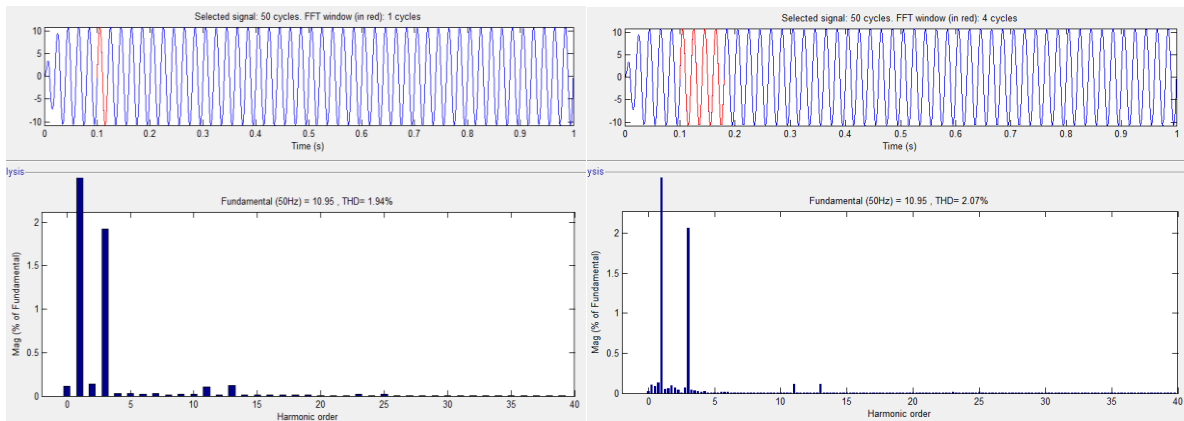 Selected signal: 50 cycles. FFT window (in red): 1 cycles
10
5
0
-5
-10
0 0.1 0.2 0.3 0.4 0.5 0.6 0.7 0.8 0.9 1
Time (s)
lysis
Fundamental (50Hz) = 10.95 , THD= 1.94%
Mag (% of Fundamental)
2
1.5
1
0.5
0
0 5 10 15 20 25 30 35 40
Harmonic order
Selected signal: 50 cycles. FFT window (in red): 4 cycles
10
5
0
-5
-10
0 0.1 0.2 0.3 0.4 0.5 0.6 0.7 0.8 0.9 1
Time (s)
ysis
Fundamental (50Hz) = 10.95 , THD= 2.07%
Mag (% of Fundamental)
2
1.5
1
0.5
0
0 5 10 15 20 25 30 35 40
Harmonic order